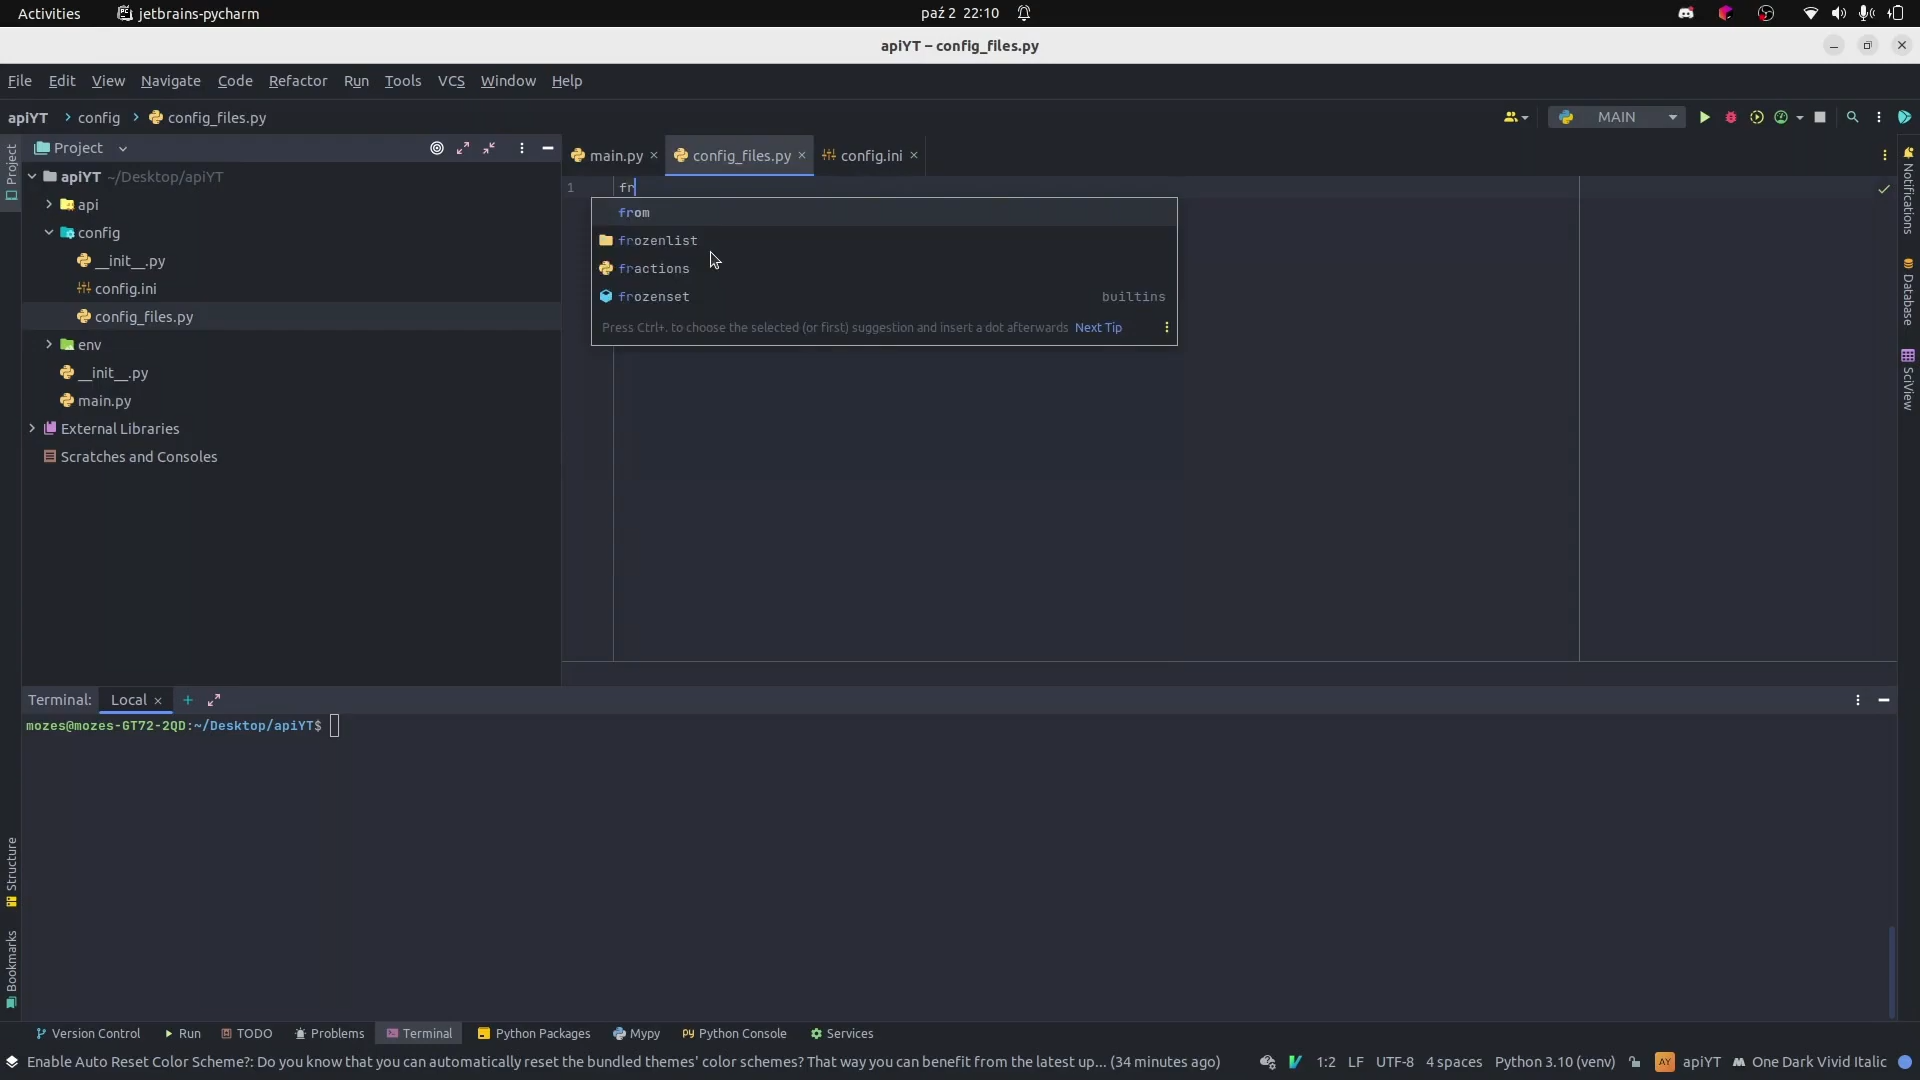 Activities jetbrains-pycharm paź 2 22:10
apiYT – config_files.py
File Edit View Navigate Code Refactor Run Tools VCS Window Help
apiYT config config_files.py MAIN
Project
Project
main.py config_files.py config.ini
apiYT ~/Desktop/apiYT
api
config
__init__.py
config.ini
config_files.py
env
__init__.py
main.py
External Libraries
Scratches and Consoles
1 fr
from
frozenlist
fractions
frozenset builtins
Press Ctrl+. to choose the selected (or first) suggestion and insert a dot afterwards Next Tip
Notifications
Database
SciView
Terminal: Local
mozes@mozes-GT72-2QD:~/Desktop/apiYT$
Structure
Bookmarks
Version Control Run TODO Problems Terminal Python Packages Mypy Python Console Services
Enable Auto Reset Color Scheme?: Do you know that you can automatically reset the bundled themes' color schemes? That way you can benefit from the latest up... (34 minutes ago) 1:2 LF UTF-8 4 spaces Python 3.10 (venv) AY apiYT One Dark Vivid Italic